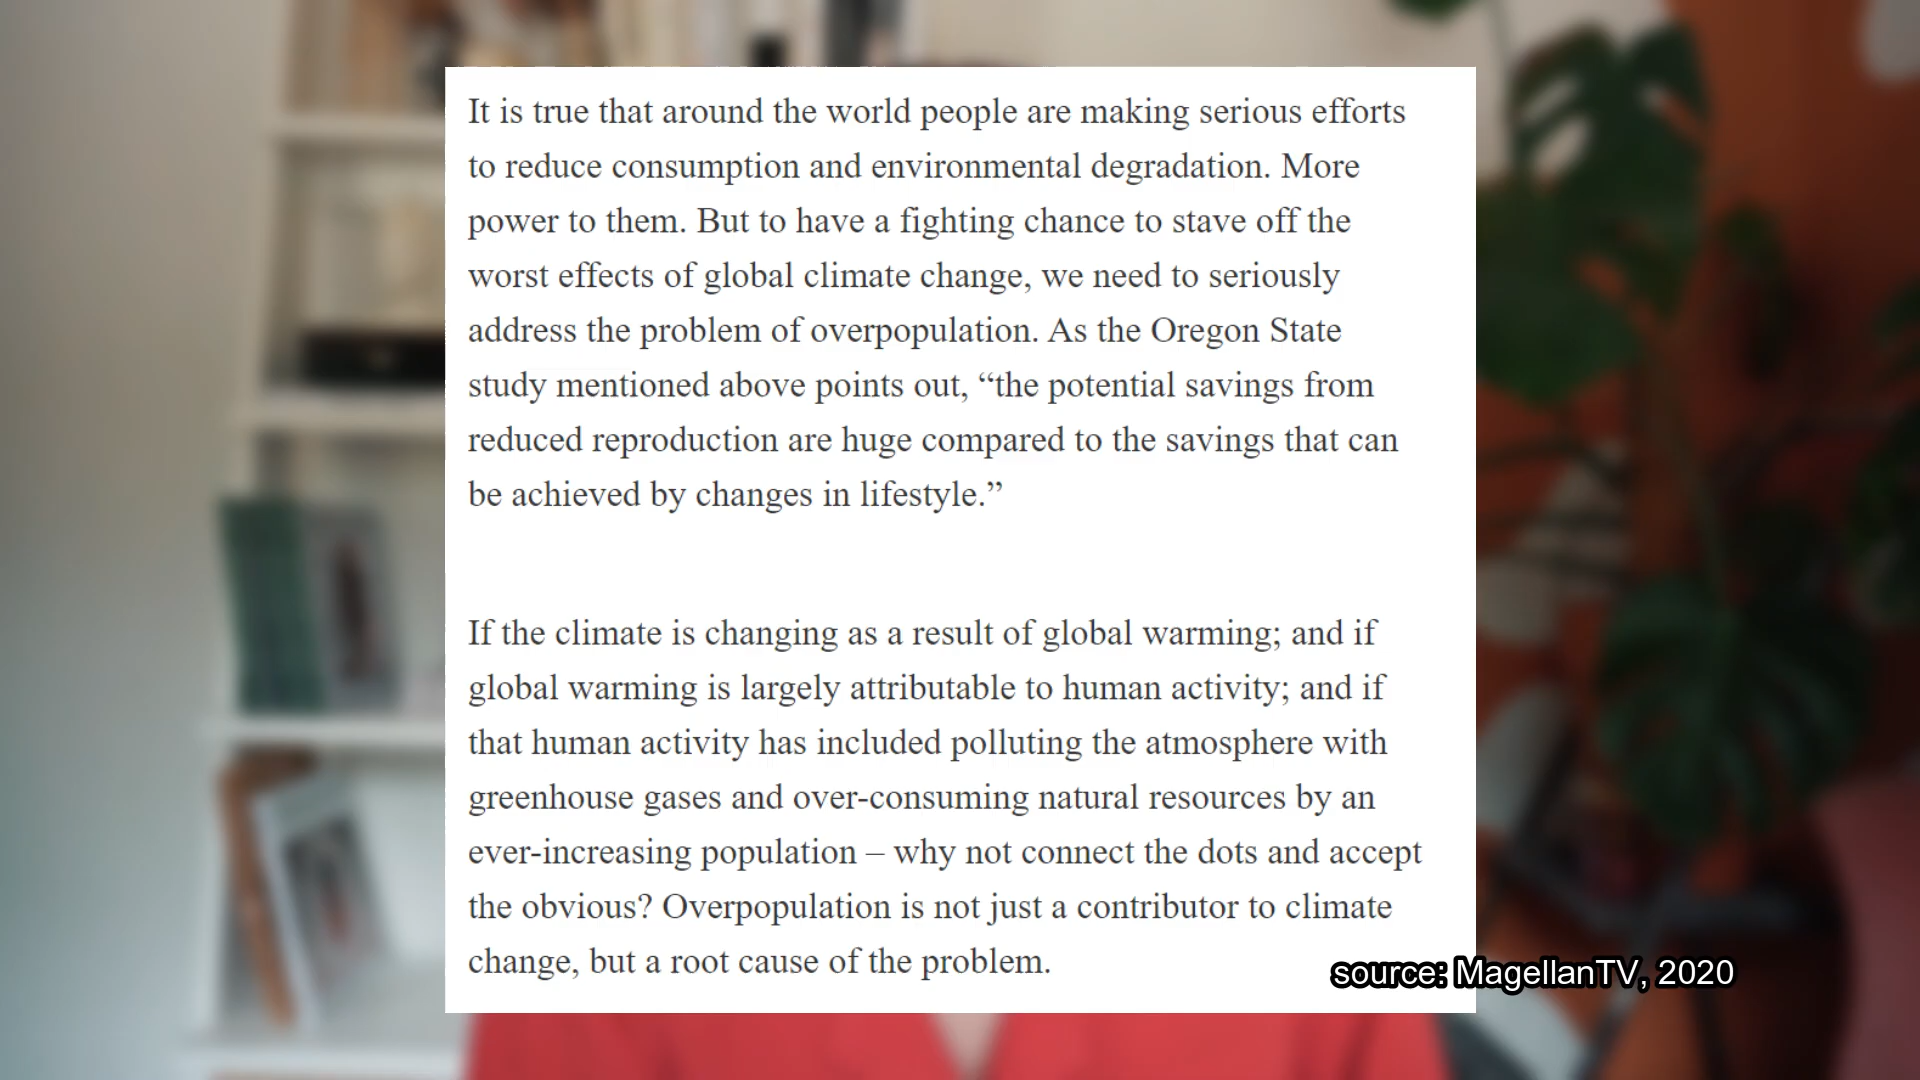 It is true that around the world people are making serious efforts
to reduce consumption and environmental degradation. More
power to them. But to have a fighting chance to stave off the
worst effects of global climate change, we need to seriously
address the problem of overpopulation. As the Oregon State
study mentioned above points out, “the potential savings from
reduced reproduction are huge compared to the savings that can
be achieved by changes in lifestyle.”
If the climate is changing as a result of global warming; and if
global warming is largely attributable to human activity; and if
that human activity has included polluting the atmosphere with
greenhouse gases and over-consuming natural resources by an
ever-increasing population – why not connect the dots and accept
the obvious? Overpopulation is not just a contributor to climate
change, but a root cause of the problem.
source: MagellanTV, 2020